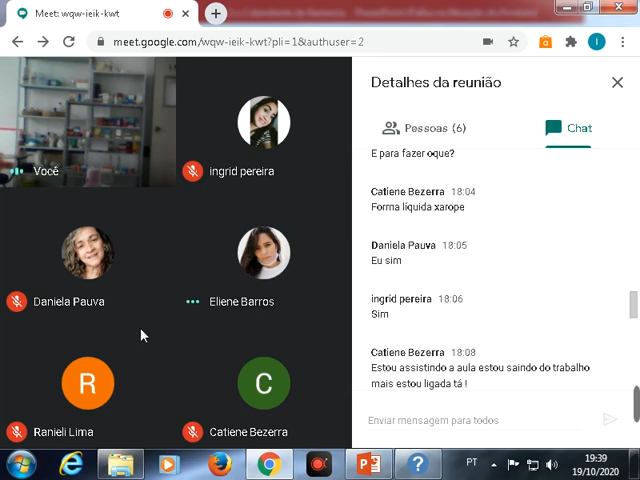 Meet: wqw-ieik-kwt
meet.google.com/wqw-ieik-kwt?pli=1&authuser=2
I
Você
ingrid pereira
Daniela Pauva
Eliene Barros
R
C
Ranieli Lima
Catiene Bezerra
Detalhes da reunião
Pessoas (6)
Chat
E para fazer oque?
Catiene Bezerra 18:04
Forma líquida xarope
Daniela Pauva 18:05
Eu sim
ingrid pereira 18:06
Sim
Catiene Bezerra 18:08
Estou assistindo a aula estou saindo do trabalho
mais estou ligada tá !
Enviar mensagem para todos
PT
19:39
19/10/2020